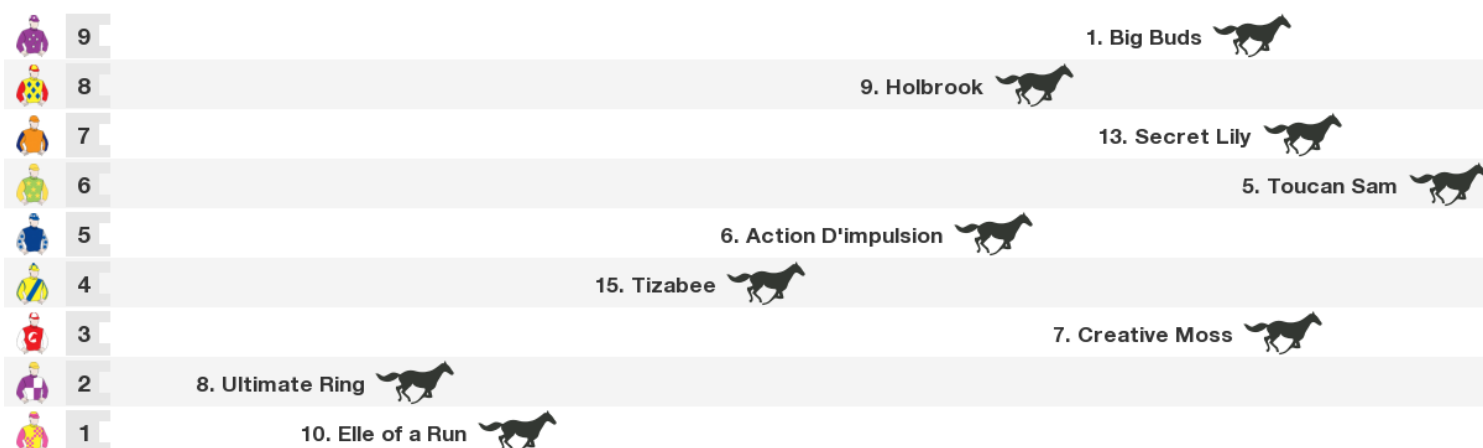 9 1. Big Buds
8 9. Holbrook
7 13. Secret Lily
6 5. Toucan Sam
5 6. Action D'impulsion
4 15. Tizabee
3 7. Creative Moss
2 8. Ultimate Ring
1 10. Elle of a Run